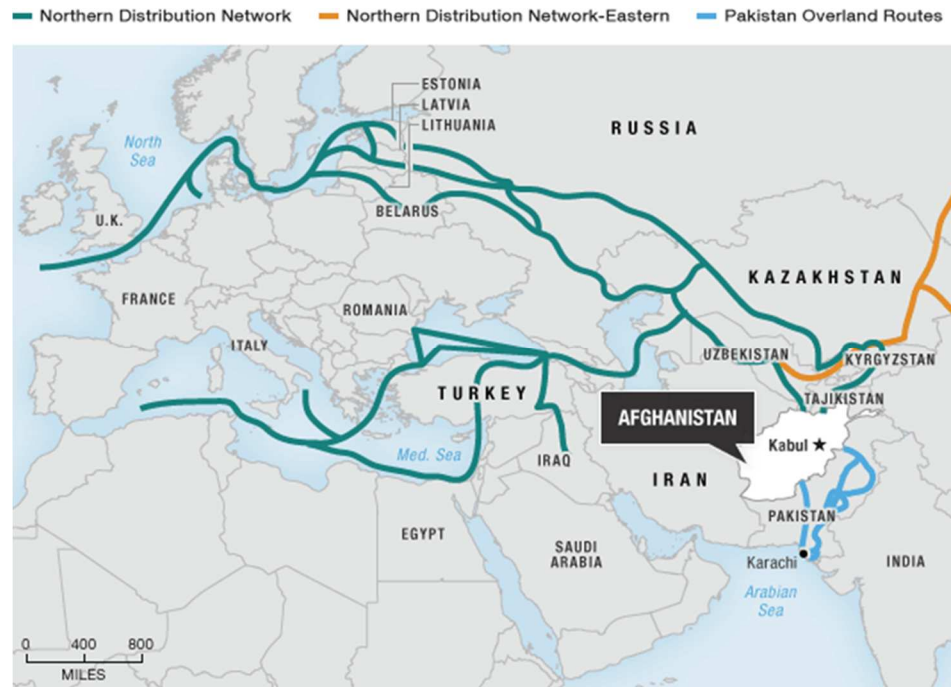 Northern Distribution Network
Northern Distribution Network-Eastern
Pakistan Overland Routes
ESTONIA
LATVIA
LITHUANIA
RUSSIA
North
Sea
U.K.
BELARUS
KAZAKHSTAN
FRANCE
ROMANIA
ITALY
UZBEKISTAN
KYRGYZSTAN
TURKEY
TAJIKISTAN
AFGHANISTAN
Kabul
Med. Sea
IRAQ
IRAN
PAKISTAN
EGYPT
SAUDI
ARABIA
Karachi
INDIA
Arabian
Sea
0 400 800
MILES